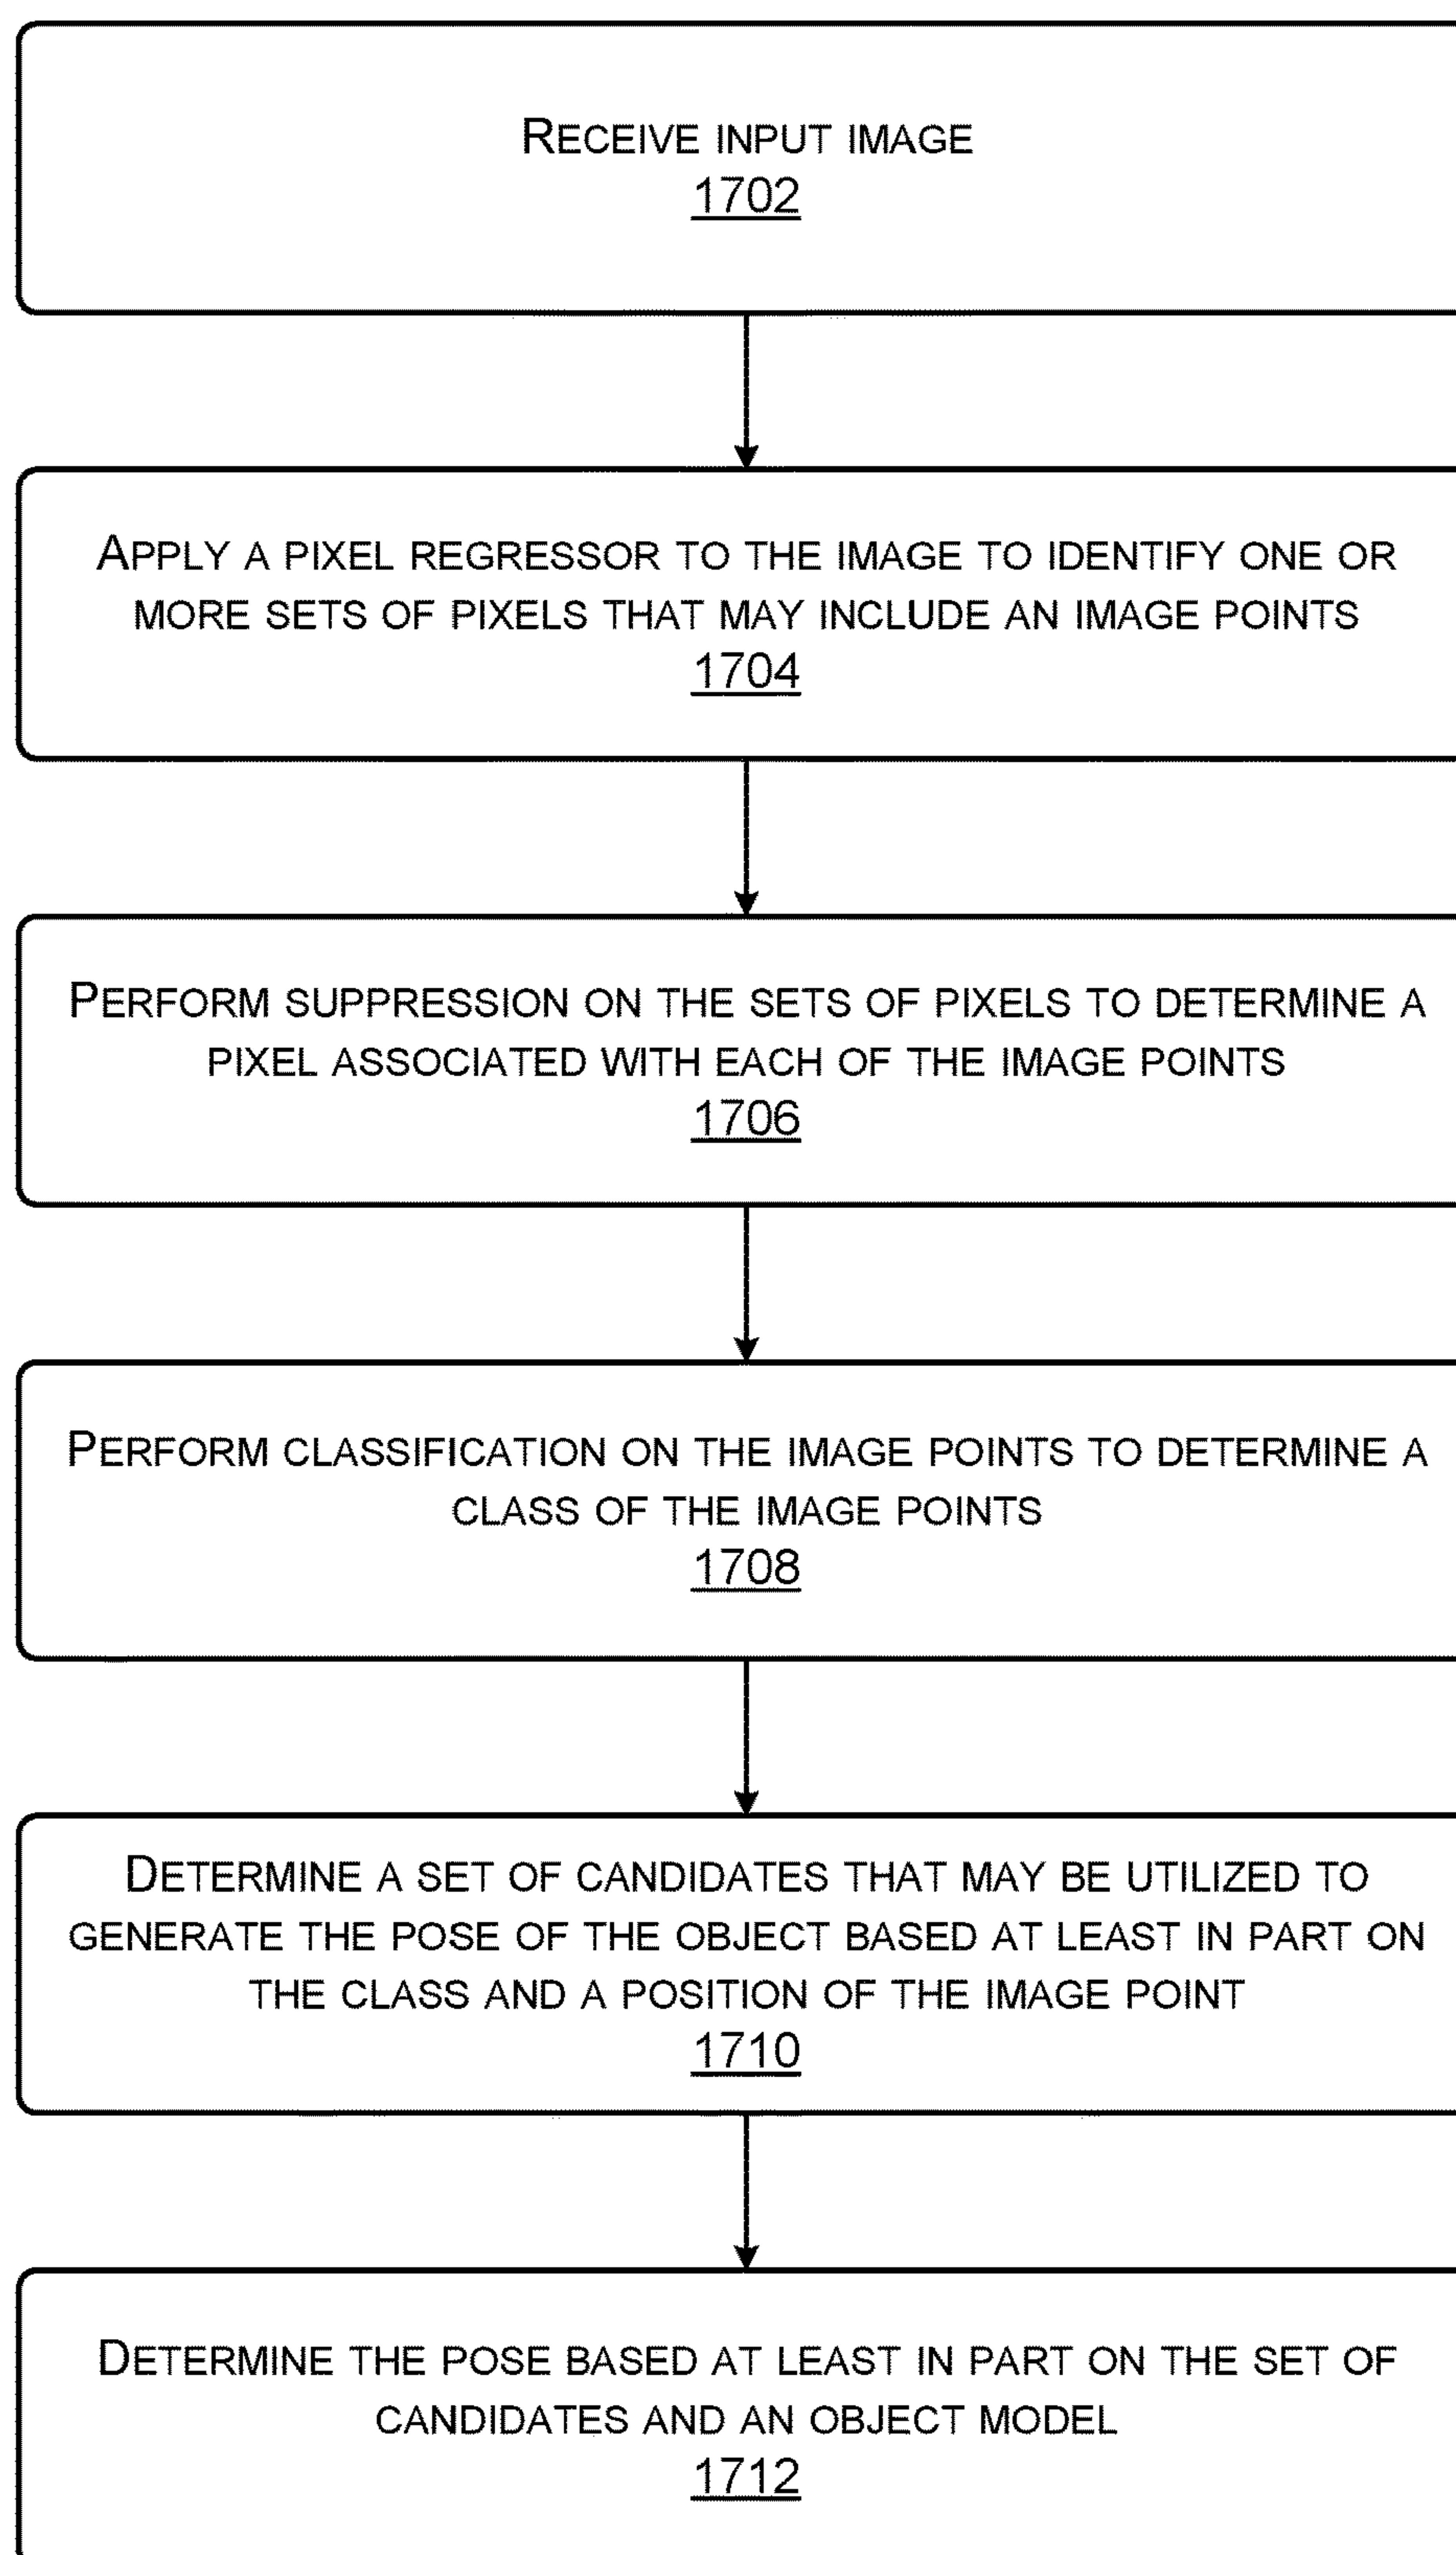 RECEIVE INPUT IMAGE
1702
APPLY A PIXEL REGRESSOR TO THE IMAGE TO IDENTIFY ONE OR
MORE SETS OF PIXELS THAT MAY INCLUDE AN IMAGE POINTS
1704
PERFORM SUPPRESSION ON THE SETS OF PIXELS TO DETERMINE A
PIXEL ASSOCIATED WITH EACH OF THE IMAGE POINTS
1706
PERFORM CLASSIFICATION ON THE IMAGE POINTS TO DETERMINE A
CLASS OF THE IMAGE POINTS
1708
DETERMINE A SET OF CANDIDATES THAT MAY BE UTILIZED TO
GENERATE THE POSE OF THE OBJECT BASED AT LEAST IN PART ON
THE CLASS AND A POSITION OF THE IMAGE POINT
1710
DETERMINE THE POSE BASED AT LEAST IN PART ON THE SET OF
CANDIDATES AND AN OBJECT MODEL
1712